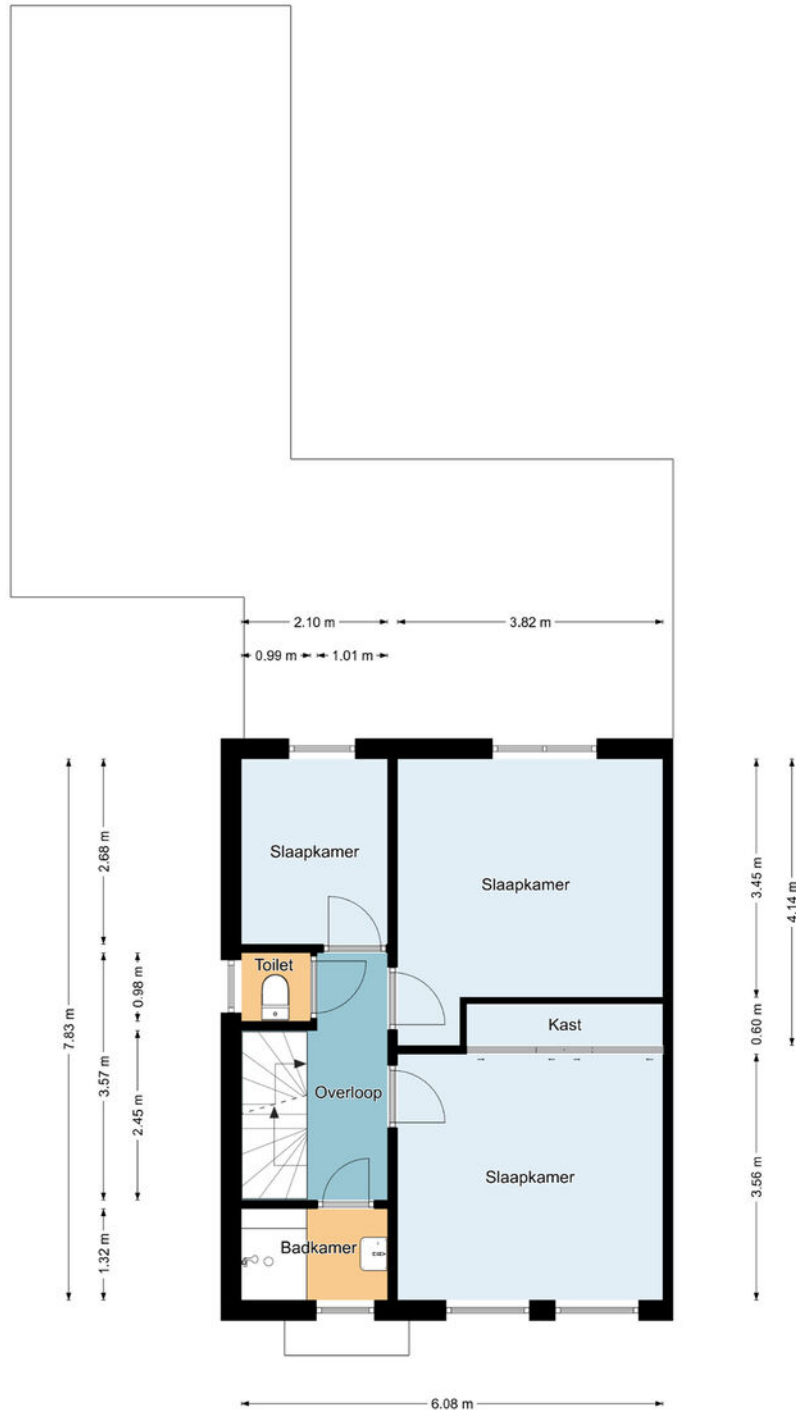 2.10 m
3.82 m
0.99 m
1.01 m
Slaapkamer
Slaapkamer
Toilet
Kast
Overloop
Slaapkamer
Badkamer
7.83 m
2.68 m
3.57 m
1.32 m
0.98 m
2.45 m
3.45 m
0.60 m
3.56 m
4.14 m
6.08 m